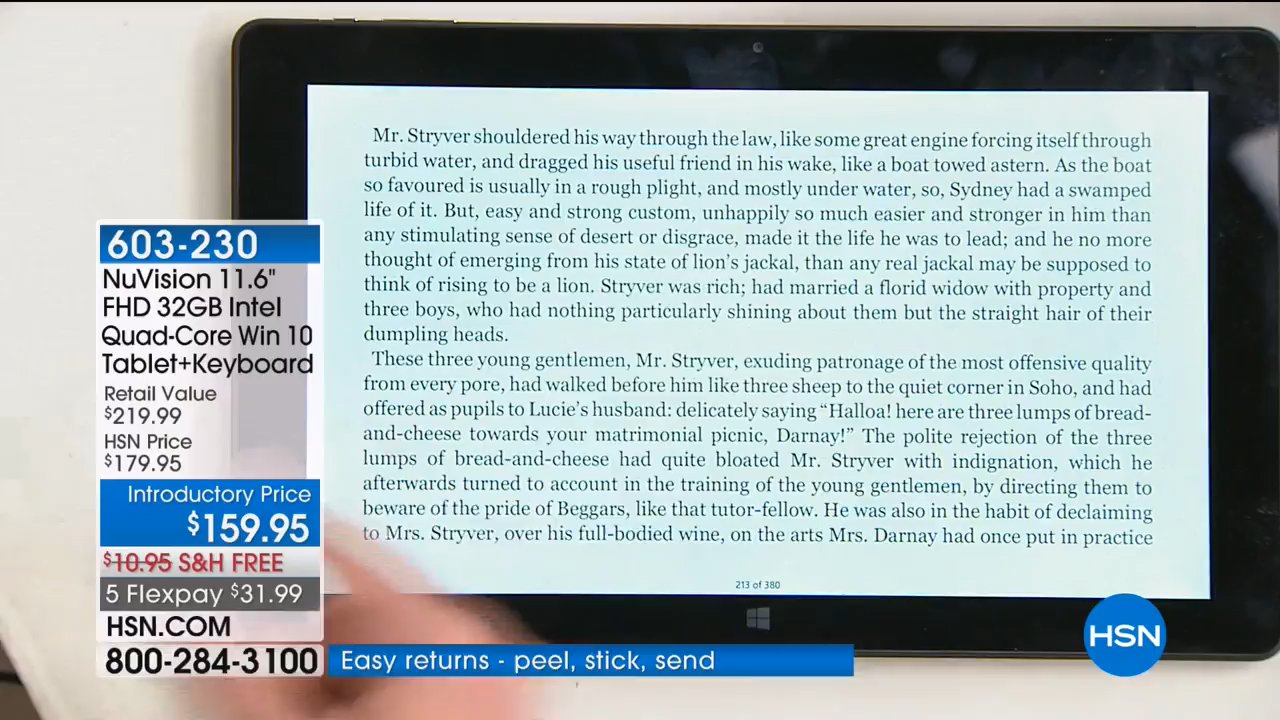 Mr. Stryver shouldered his way through the law, like some great engine forcing itself through
turbid water, and dragged his useful friend in his wake, like a boat towed astern. As the boat
so favoured is usually in a rough plight, and mostly under water, so, Sydney had a swamped
life of it. But, easy and strong custom, unhappily so much easier and stronger in him than
any stimulating sense of desert or disgrace, made it the life he was to lead; and he no more
thought of emerging from his state of lion's jackal, than any real jackal may be supposed to
think of rising to be a lion. Stryver was rich; had married a florid widow with property and
three boys, who had nothing particularly shining about them but the straight hair of their
dumpling heads.
These three young gentlemen, Mr. Stryver, exuding patronage of the most offensive quality
from every pore, had walked before him like three sheep to the quiet corner in Soho, and had
offered as pupils to Lucie's husband: delicately saying “Halloa! here are three lumps of bread-
and-cheese towards your matrimonial picnic, Darnay!” The polite rejection of the three
lumps of bread-and-cheese had quite bloated Mr. Stryver with indignation, which he
afterwards turned to account in the training of the young gentlemen, by directing them to
beware of the pride of Beggars, like that tutor-fellow. He was also in the habit of declaiming
to Mrs. Stryver, over his full-bodied wine, on the arts Mrs. Darnay had once put in practice
213 of 380
603-230
NuVision 11.6"
FHD 32GB Intel
Quad-Core Win 10
Tablet+Keyboard
Retail Value
$219.99
HSN Price
$179.95
Introductory Price
$159.95
$10.95 S&H FREE
5 Flexpay $31.99
HSN.COM
800-284-3100
Easy returns - peel, stick, send
HSN